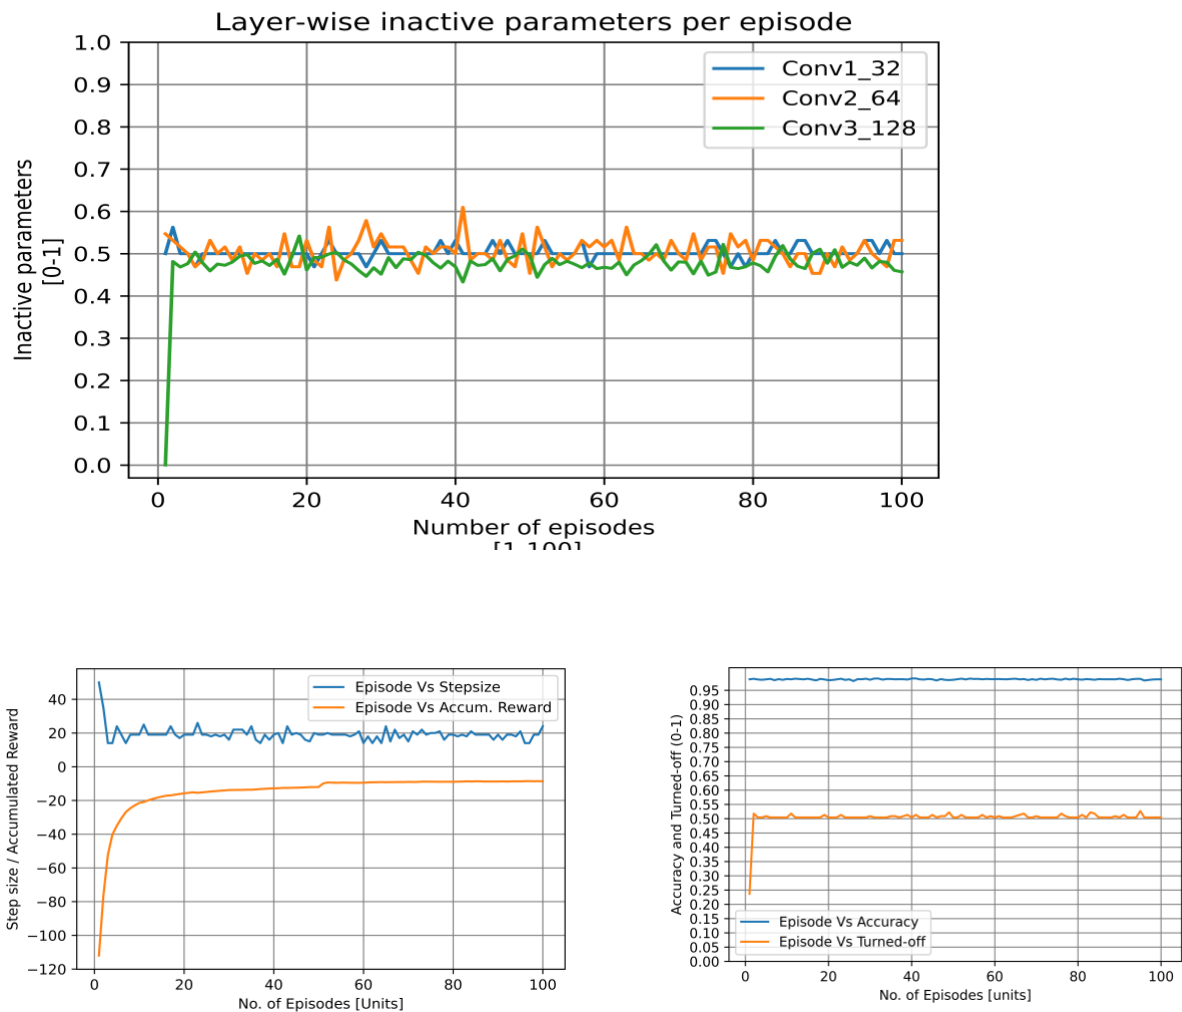 Layer-wise inactive parameters per episode
1.0
0.9
0.8
0.7
0.6
0.5
0.4
0.3
0.2
0.1
0.0
Inactive parameters
[0-1]
Conv1_32
Conv2_64
Conv3_128
0 20 40 60 80 100
Number of episodes
[1-100]
40
20
0
−20
−40
−60
−80
−100
−120
Step size / Accumulated Reward
Episode Vs Stepsize
Episode Vs Accum. Reward
0 20 40 60 80 100
No. of Episodes [Units]
0.95
0.90
0.85
0.80
0.75
0.70
0.65
0.60
0.55
0.50
0.45
0.40
0.35
0.30
0.25
0.20
0.15
0.10
0.05
0.00
Accuracy and Turned-off (0-1)
Episode Vs Accuracy
Episode Vs Turned-off
0 20 40 60 80 100
No. of Episodes [units]